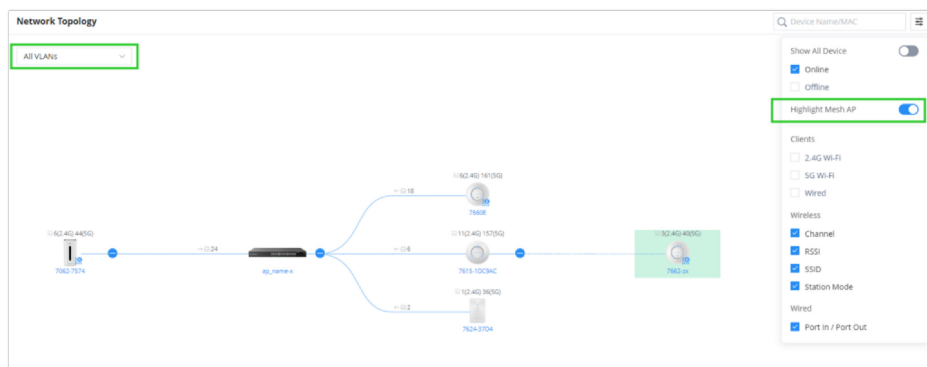 Network Topology
Device Name/MAC
All VLANs
Show All Device
Online
Offline
Highlight Mesh AP
Clients
2.4G Wi-Fi
5G Wi-Fi
Wired
Wireless
Channel
RSSI
SSID
Station Mode
Wired
Port In / Port Out
6(2.4G) 161(5G)
18
7660E
6(2.4G) 44(5G)
24
7062-7574
ap_name-x
11(2.4G) 157(5G)
6
7615-1DC9AC
3(2.4G) 40(5G)
7662-zx
1(2.4G) 36(5G)
2
7624-37D4